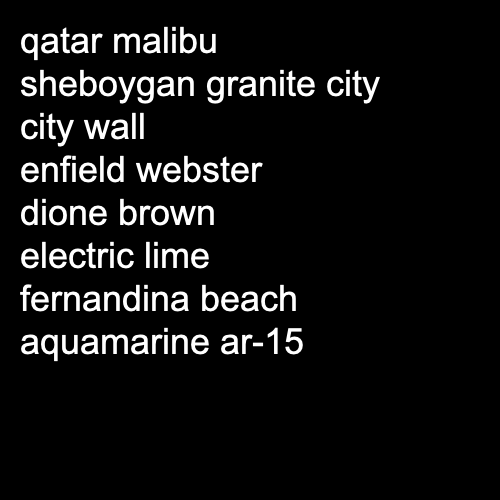 qatar malibu
sheboygan granite city
city wall
enfield webster
dione brown
electric lime
fernandina beach
aquamarine ar-15